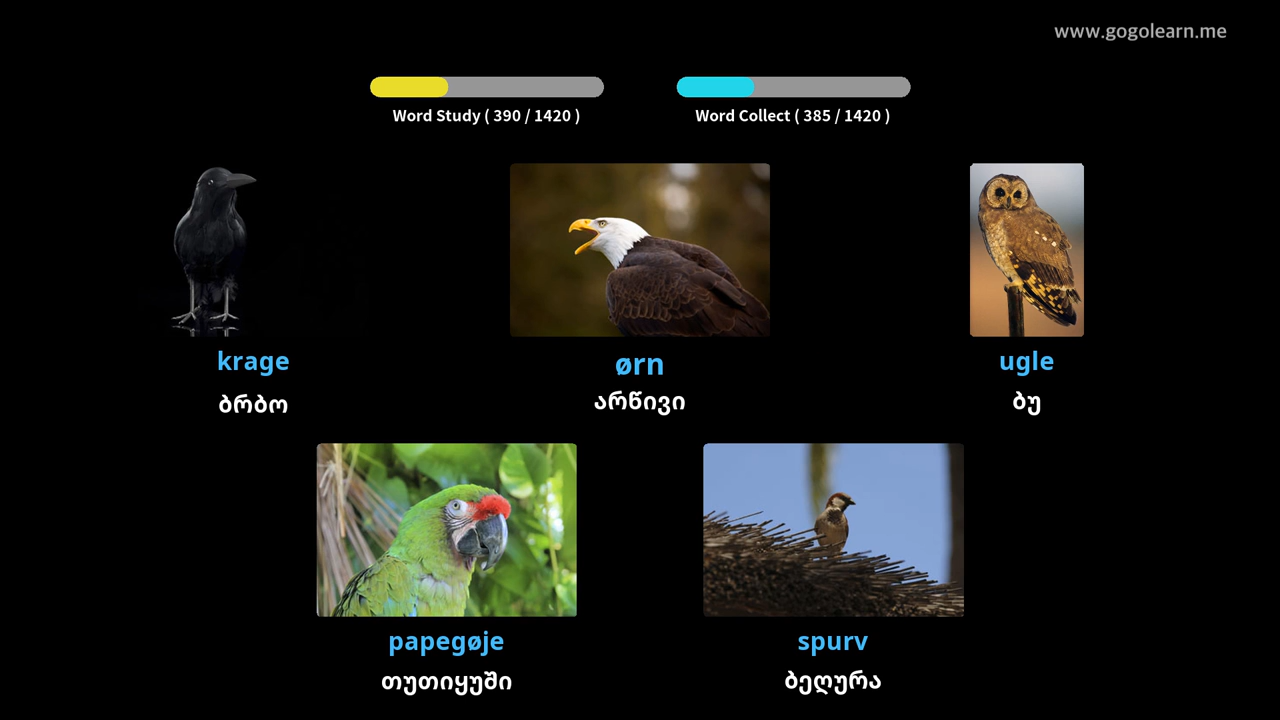 www.gogolearn.me
Word Study ( 390 / 1420 )
Word Collect ( 385 / 1420 )
krage
ბრბო
ørn
არწივი
ugle
ბუ
papegøje
თუთიყუში
spurv
ბეღურა